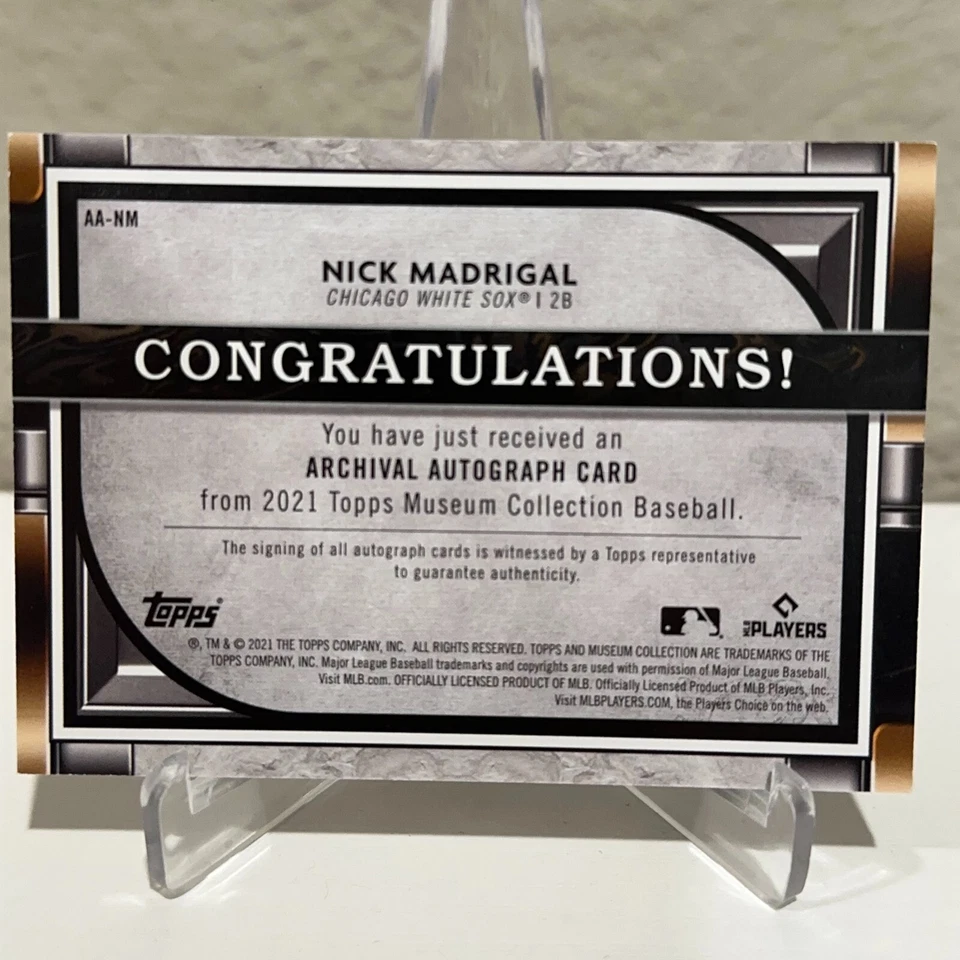 AA-NM
NICK MADRIGAL
CHICAGO WHITE SOX® | 2B
CONGRATULATIONS!
You have just received an
ARCHIVAL AUTOGRAPH CARD
from 2021 Topps Museum Collection Baseball.
The signing of all autograph cards is witnessed by a Topps representative
to guarantee authenticity.
topps
PLAYERS
®, TM & © 2021 THE TOPPS COMPANY, INC. ALL RIGHTS RESERVED. TOPPS AND MUSEUM COLLECTION ARE TRADEMARKS OF THE
TOPPS COMPANY, INC. Major League Baseball trademarks and copyrights are used with permission of Major League Baseball.
Visit MLB.com. OFFICIALLY LICENSED PRODUCT OF MLB. Officially Licensed Product of MLB Players, Inc.
Visit MLBPLAYERS.COM, the Players Choice on the web.